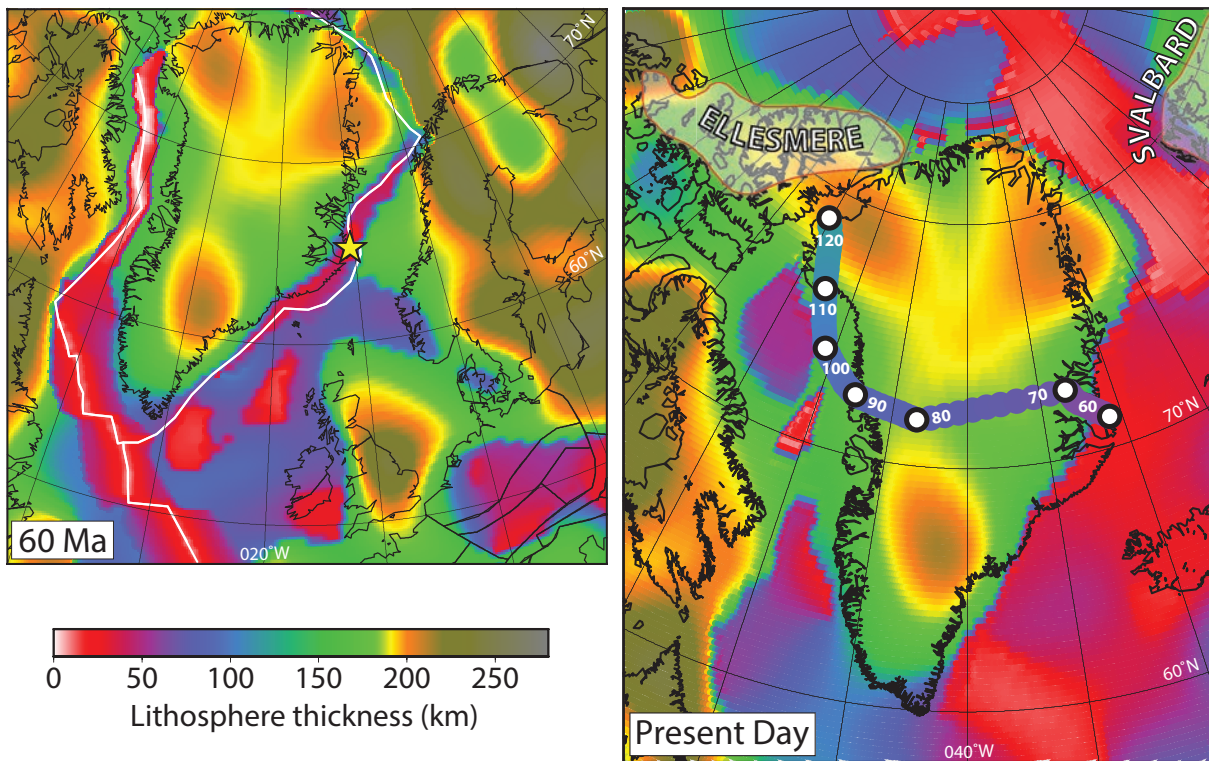 70°N
60°N
020°W
60 Ma
0 50 100 150 200 250
Lithosphere thickness (km)
ELLESMERE
SVALBARD
120
110
100
90
80
70
60
70°N
60°N
040°W
Present Day